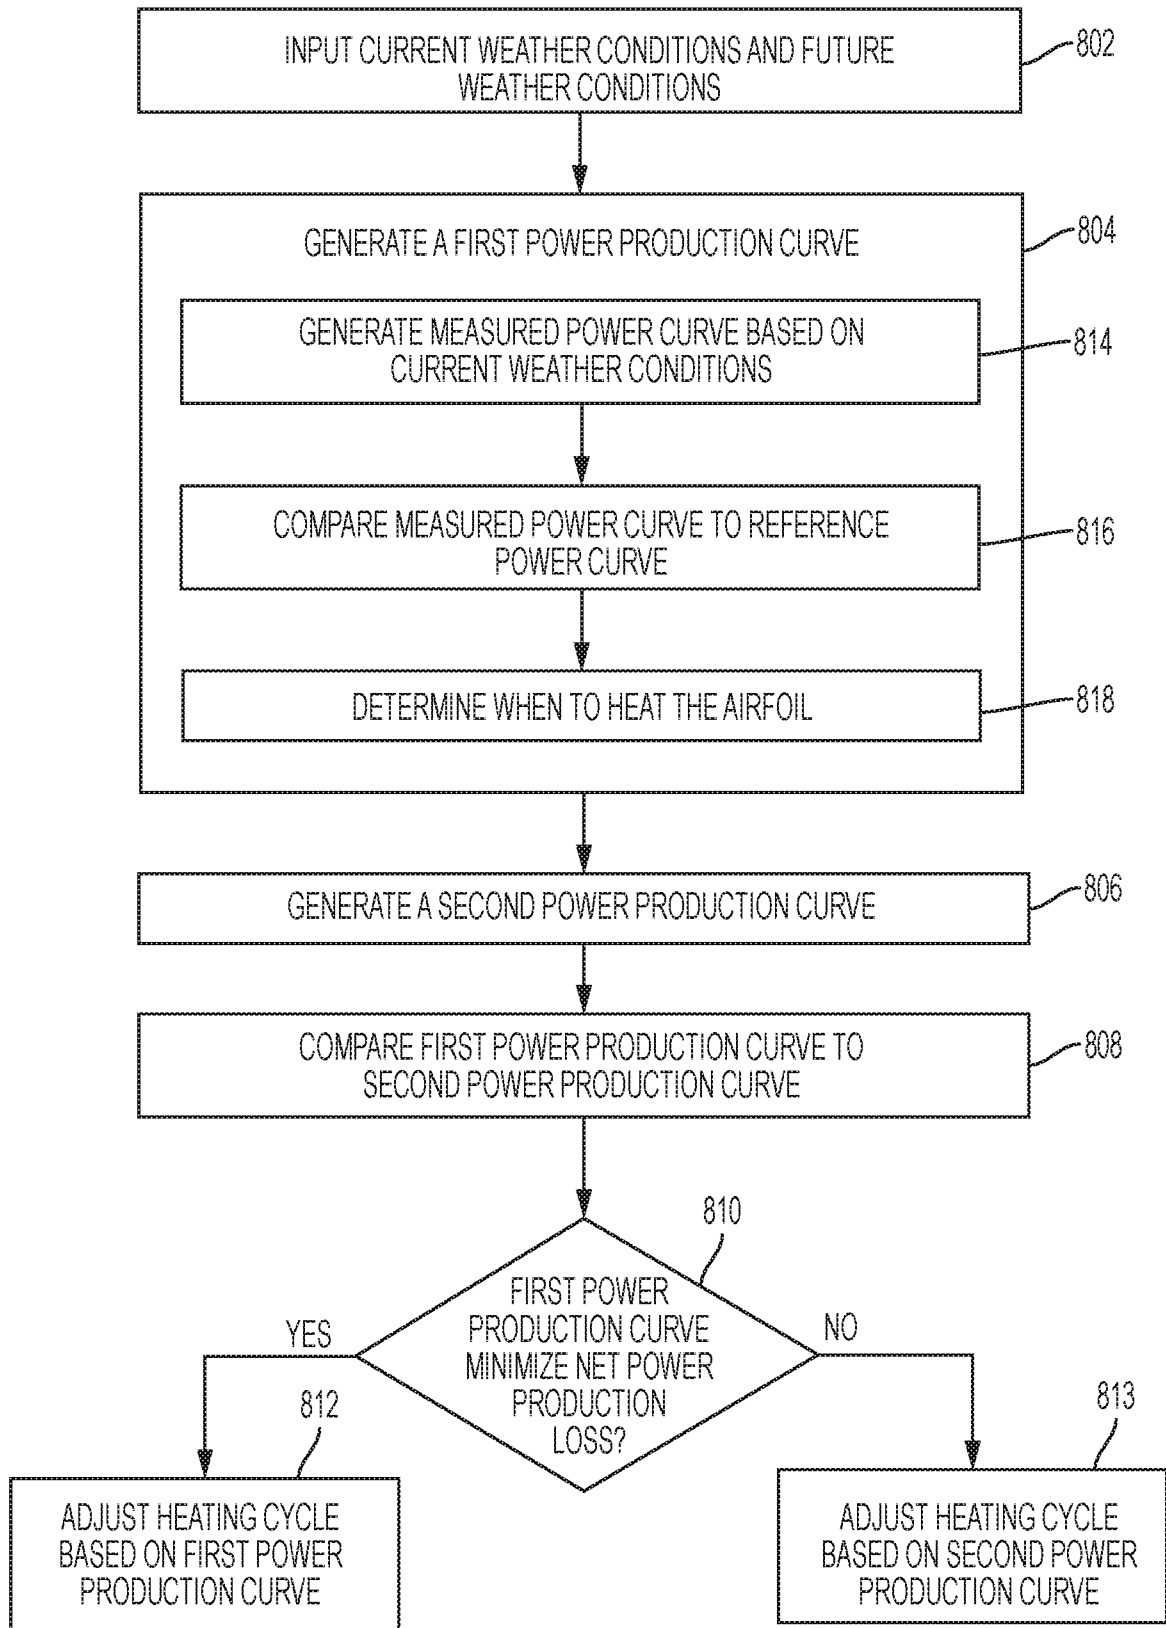 INPUT CURRENT WEATHER CONDITIONS AND FUTURE
WEATHER CONDITIONS
802
GENERATE A FIRST POWER PRODUCTION CURVE
804
GENERATE MEASURED POWER CURVE BASED ON
CURRENT WEATHER CONDITIONS
814
COMPARE MEASURED POWER CURVE TO REFERENCE
POWER CURVE
816
DETERMINE WHEN TO HEAT THE AIRFOIL
818
GENERATE A SECOND POWER PRODUCTION CURVE
806
COMPARE FIRST POWER PRODUCTION CURVE TO
SECOND POWER PRODUCTION CURVE
808
810
FIRST POWER
PRODUCTION CURVE
MINIMIZE NET POWER
PRODUCTION
LOSS?
YES
NO
812
ADJUST HEATING CYCLE
BASED ON FIRST POWER
PRODUCTION CURVE
813
ADJUST HEATING CYCLE
BASED ON SECOND POWER
PRODUCTION CURVE